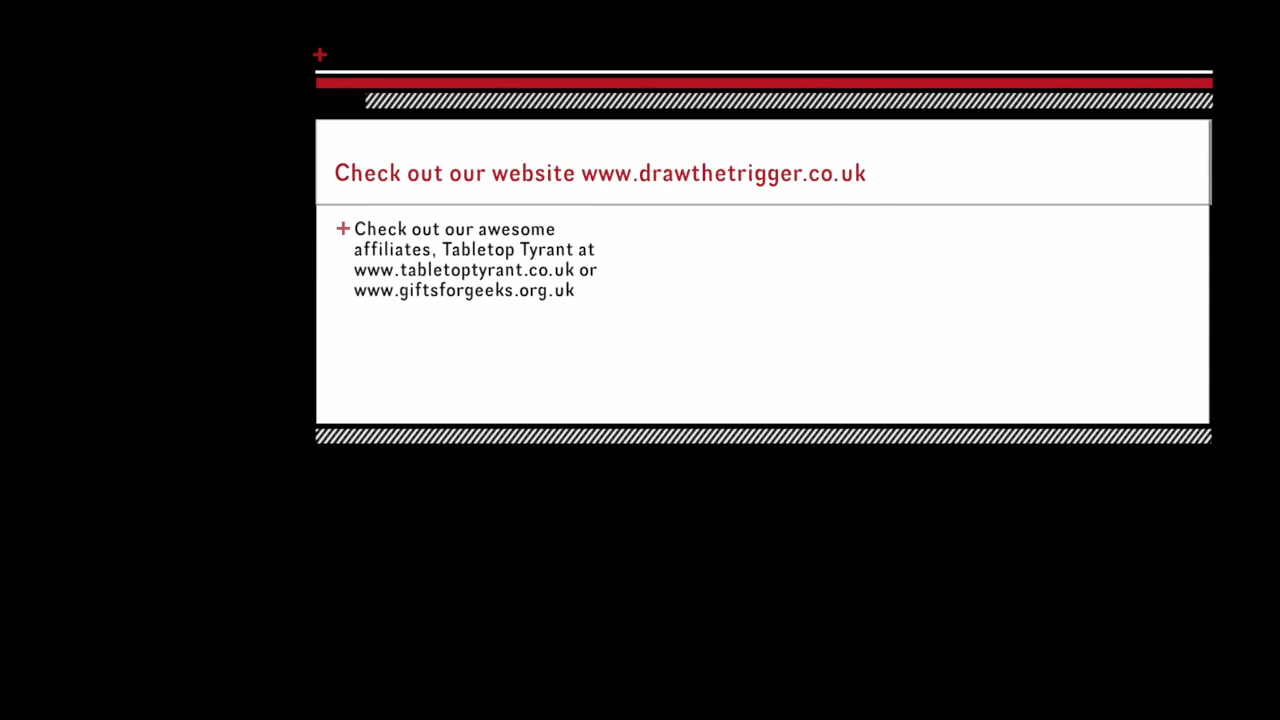 Check out our website www.drawthetrigger.co.uk
+ Check out our awesome
affiliates, Tabletop Tyrant at
www.tabletoptyrant.co.uk or
www.giftsforgeeks.org.uk